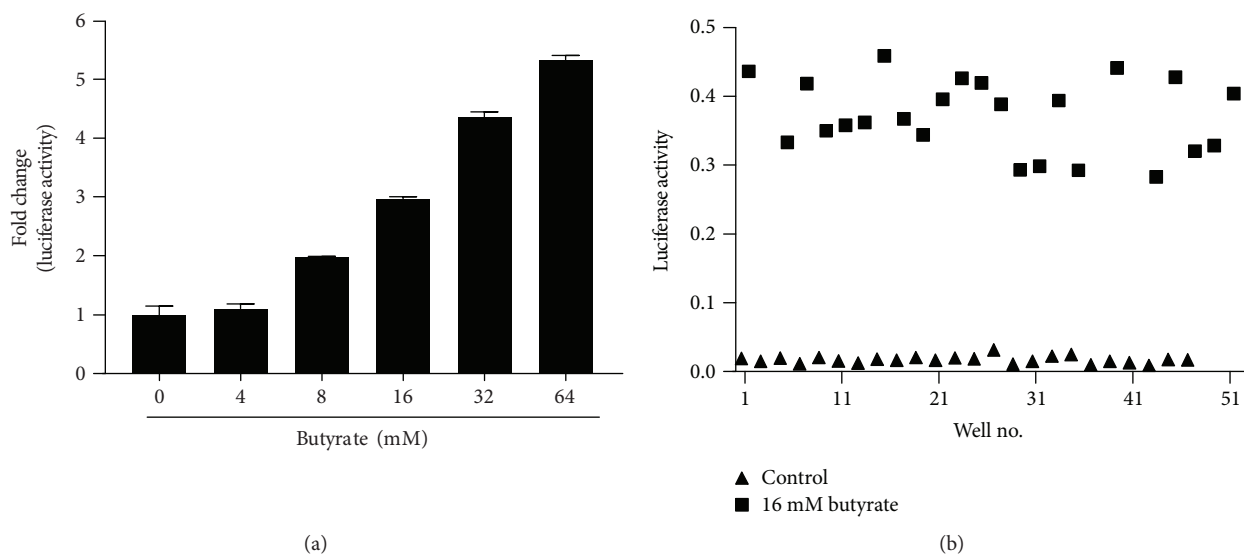 6
5
4
3
2
1
0
Fold change
(luciferase activity)
0 4 8 16 32 64
Butyrate (mM)
(a)
0.5
0.4
0.3
0.2
0.1
0.0
Luciferase activity
1 11 21 31 41 51
Well no.
Control
16 mM butyrate
(b)